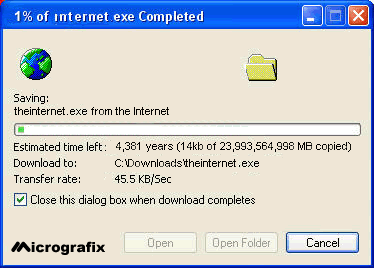 1% of internet exe Completed
Saving:
theinternet.exe from the Internet
Estimated time left: 4,381 years (14kb of 23,993,564,998 MB copied)
Download to: C:\Downloads\theinternet.exe
Transfer rate: 45.5 KB/Sec
Close this dialog box when download completes
Micrografix
Open
Open Folder
Cancel